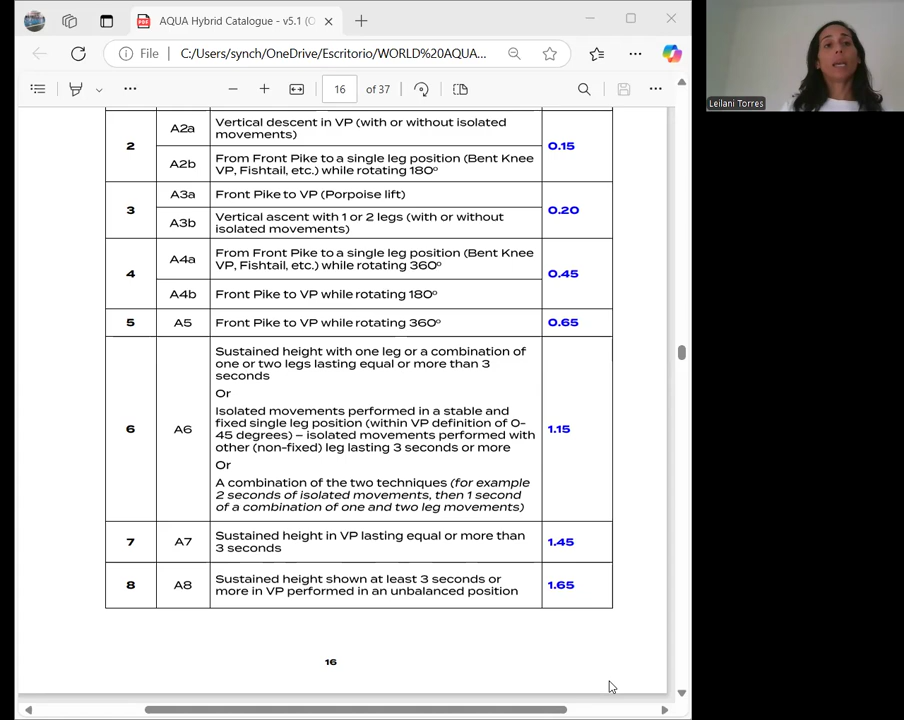 AQUA Hybrid Catalogue - v5.1 (O
File
C:/Users/synch/OneDrive/Escritorio/WORLD%20AQUA...
16 of 37
Leilani Torres
2
A2a
Vertical descent in VP (with or without isolated
movements)
0.15
A2b
From Front Pike to a single leg position (Bent Knee
VP, Fishtail, etc.) while rotating 180º
3
A3a
Front Pike to VP (Porpoise lift)
0.20
A3b
Vertical ascent with 1 or 2 legs (with or without
isolated movements)
4
A4a
From Front Pike to a single leg position (Bent Knee
VP, Fishtail, etc.) while rotating 360º
0.45
A4b
Front Pike to VP while rotating 180º
5
A5
Front Pike to VP while rotating 360º
0.65
6
A6
Sustained height with one leg or a combination of
one or two legs lasting equal or more than 3
seconds
Or
Isolated movements performed in a stable and
fixed single leg position (within VP definition of 0-
45 degrees) – isolated movements performed with
other (non-fixed) leg lasting 3 seconds or more
Or
A combination of the two techniques (for example
2 seconds of isolated movements, then 1 second
of a combination of one and two leg movements)
1.15
7
A7
Sustained height in VP lasting equal or more than
3 seconds
1.45
8
A8
Sustained height shown at least 3 seconds or
more in VP performed in an unbalanced position
1.65
16